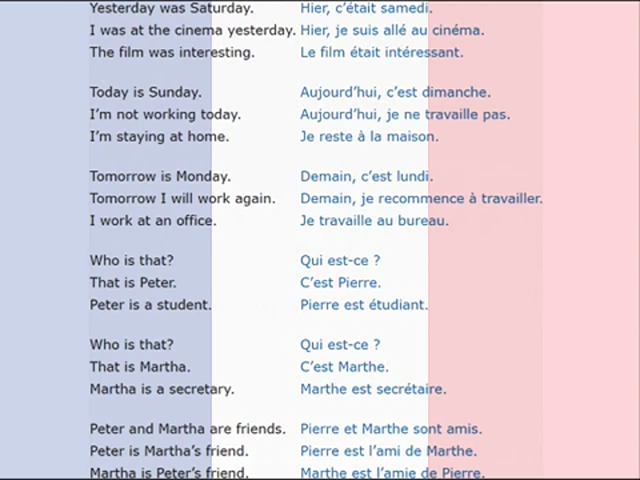 Yesterday was Saturday. Hier, c’était samedi.
I was at the cinema yesterday. Hier, je suis allé au cinéma.
The film was interesting. Le film était intéressant.
Today is Sunday. Aujourd’hui, c’est dimanche.
I’m not working today. Aujourd’hui, je ne travaille pas.
I’m staying at home. Je reste à la maison.
Tomorrow is Monday. Demain, c’est lundi.
Tomorrow I will work again. Demain, je recommence à travailler.
I work at an office. Je travaille au bureau.
Who is that? Qui est-ce ?
That is Peter. C’est Pierre.
Peter is a student. Pierre est étudiant.
Who is that? Qui est-ce ?
That is Martha. C’est Marthe.
Martha is a secretary. Marthe est secrétaire.
Peter and Martha are friends. Pierre et Marthe sont amis.
Peter is Martha’s friend. Pierre est l’ami de Marthe.
Martha is Peter’s friend. Marthe est l’amie de Pierre.